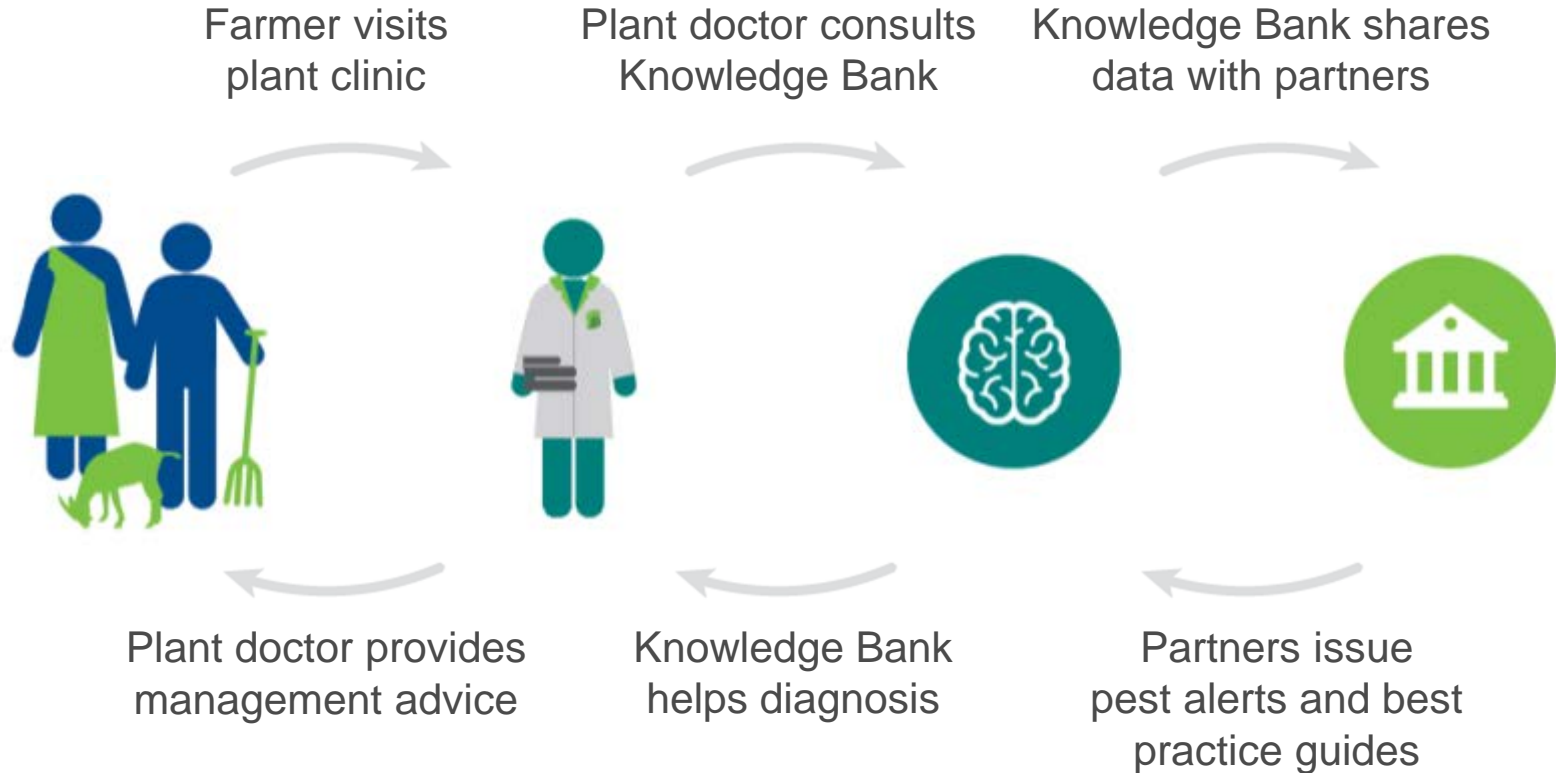 Farmer visits
plant clinic
Plant doctor consults
Knowledge Bank
Knowledge Bank shares
data with partners
Plant doctor provides
management advice
Knowledge Bank
helps diagnosis
Partners issue
pest alerts and best
practice guides